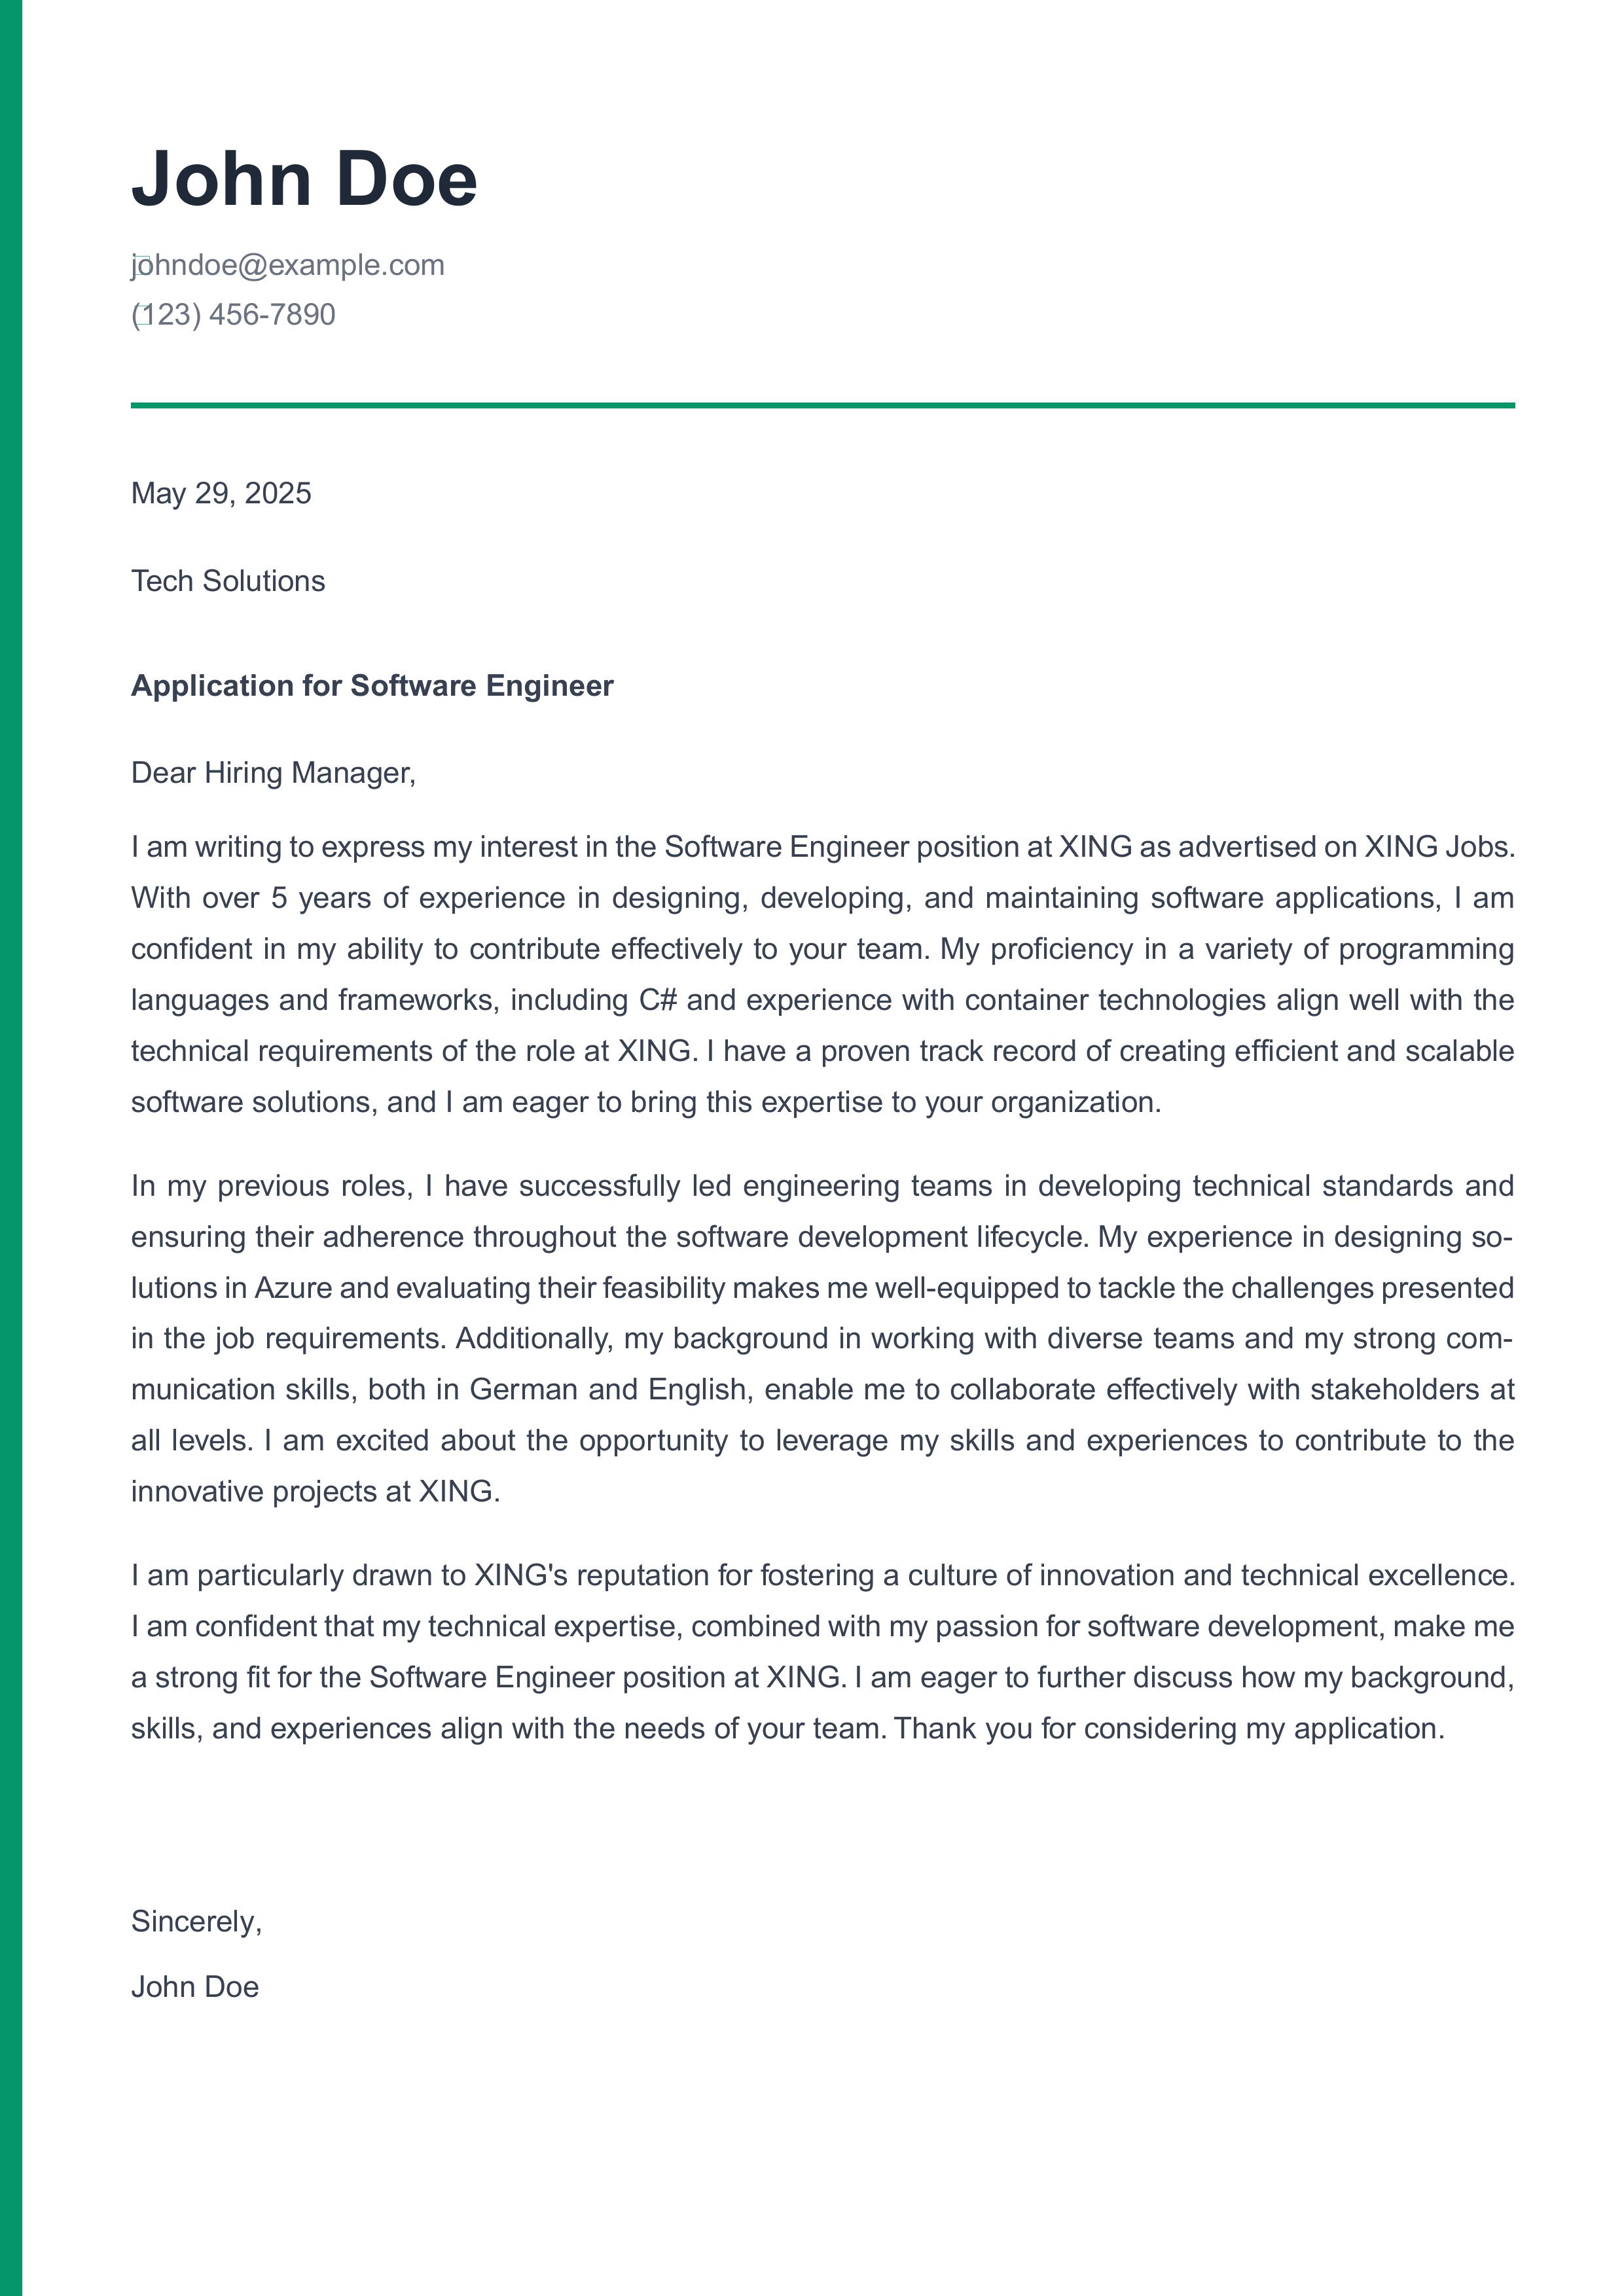 John Doe
johndoe@example.com
(123) 456-7890
May 29, 2025
Tech Solutions
Application for Software Engineer
Dear Hiring Manager,
I am writing to express my interest in the Software Engineer position at XING as advertised on XING Jobs.
With over 5 years of experience in designing, developing, and maintaining software applications, I am
confident in my ability to contribute effectively to your team. My proficiency in a variety of programming
languages and frameworks, including C# and experience with container technologies align well with the
technical requirements of the role at XING. I have a proven track record of creating efficient and scalable
software solutions, and I am eager to bring this expertise to your organization.
In my previous roles, I have successfully led engineering teams in developing technical standards and
ensuring their adherence throughout the software development lifecycle. My experience in designing so-
lutions in Azure and evaluating their feasibility makes me well-equipped to tackle the challenges presented
in the job requirements. Additionally, my background in working with diverse teams and my strong com-
munication skills, both in German and English, enable me to collaborate effectively with stakeholders at
all levels. I am excited about the opportunity to leverage my skills and experiences to contribute to the
innovative projects at XING.
I am particularly drawn to XING's reputation for fostering a culture of innovation and technical excellence.
I am confident that my technical expertise, combined with my passion for software development, make me
a strong fit for the Software Engineer position at XING. I am eager to further discuss how my background,
skills, and experiences align with the needs of your team. Thank you for considering my application.
Sincerely,
John Doe